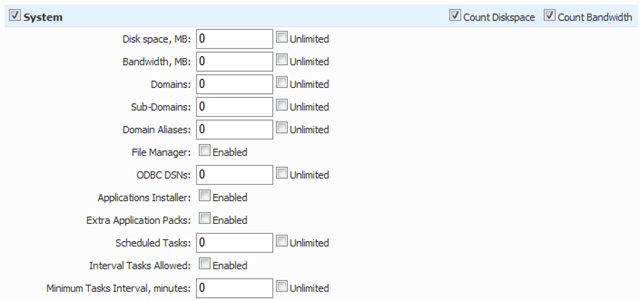 System Count Diskspace Count Bandwidth
Disk space, MB: 0 Unlimited
Bandwidth, MB: 0 Unlimited
Domains: 0 Unlimited
Sub-Domains: 0 Unlimited
Domain Aliases: 0 Unlimited
File Manager: Enabled
ODBC DSNs: 0 Unlimited
Applications Installer: Enabled
Extra Application Packs: Enabled
Scheduled Tasks: 0 Unlimited
Interval Tasks Allowed: Enabled
Minimum Tasks Interval, minutes: 0 Unlimited